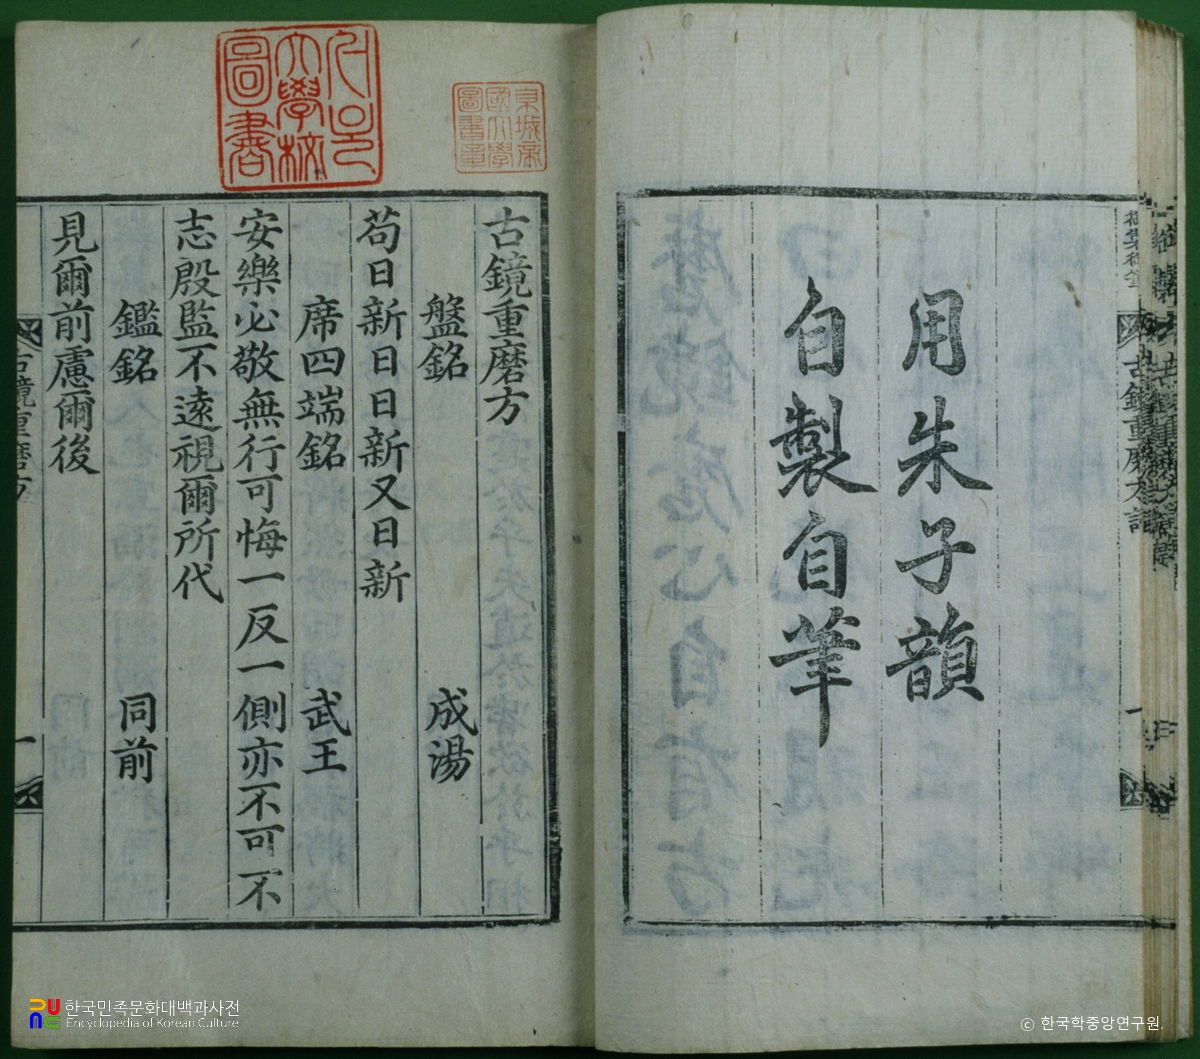 用朱子韻
自製自筆
古鏡重磨方
盤銘 成湯
苟日新日日新又日新
席四端銘 武王
安樂必敬無行可悔一反一側亦不可不
志殷監不遠視爾所代
鑑銘 同前
見爾前慮爾後
古鏡重磨方
一
서울
大學校
圖書
京城帝
國大學
圖書章
한국민족문화대백과사전
Encyclopedia of Korean Culture
© 한국학중앙연구원.